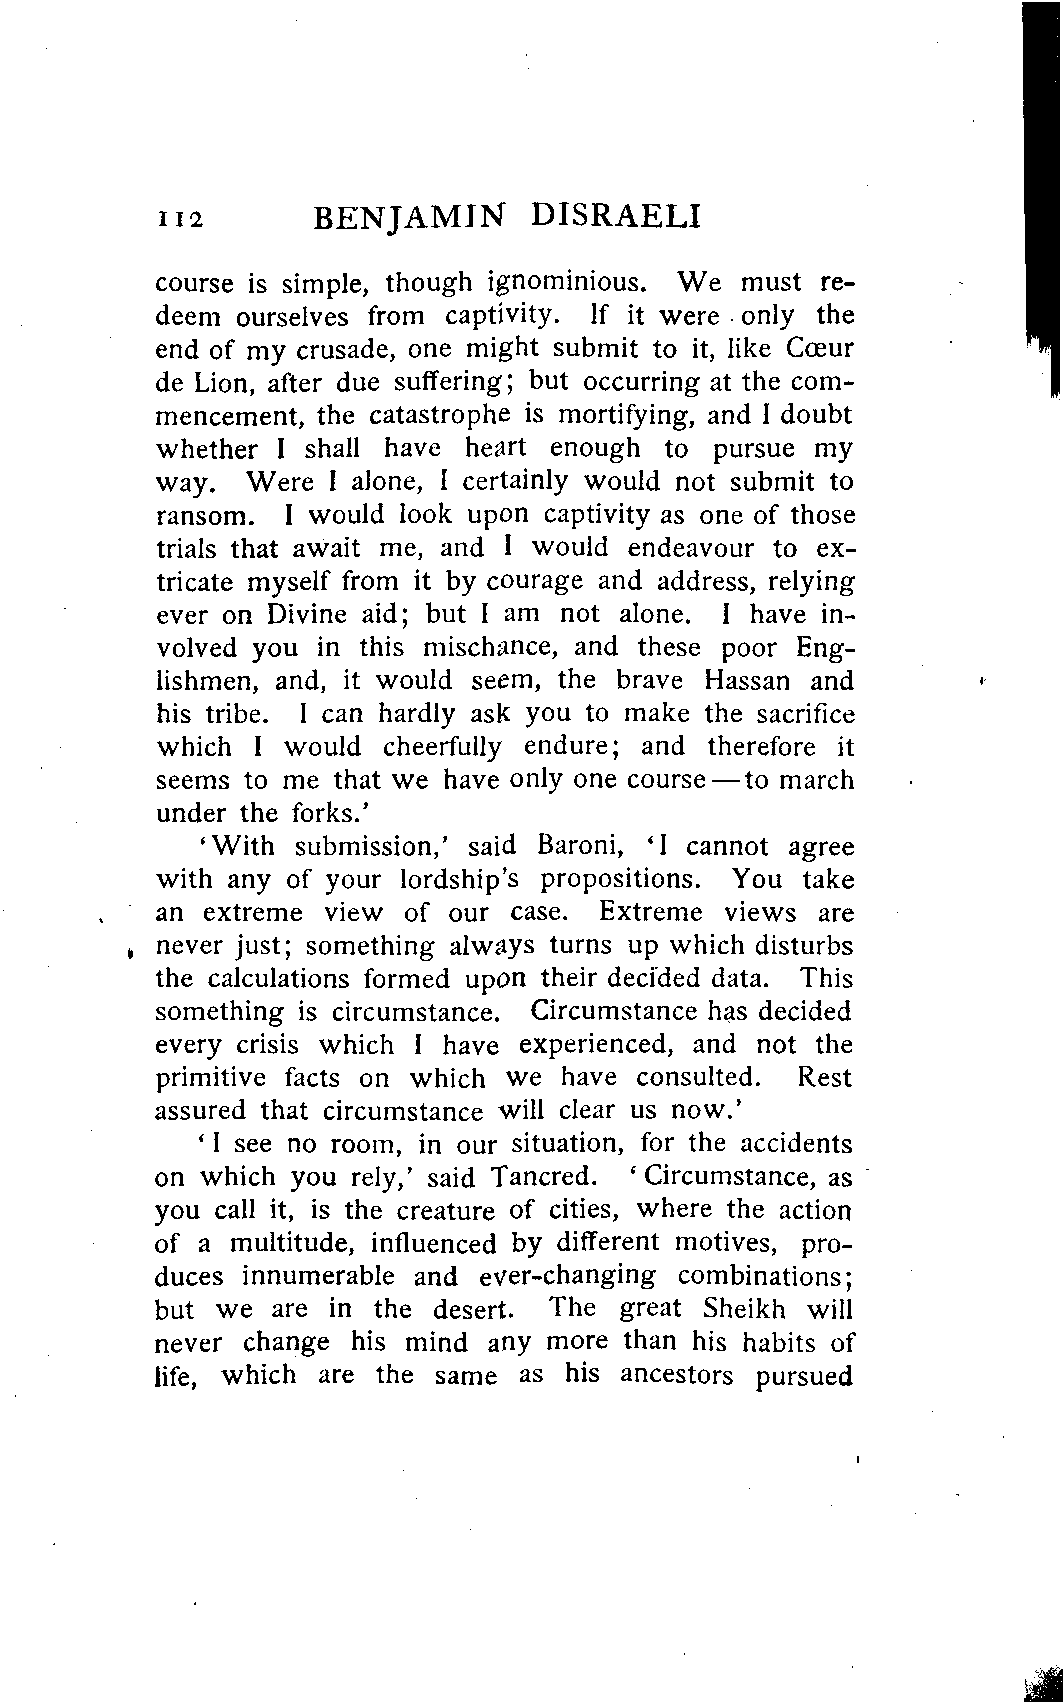 112 BENJAMIN DISRAELI
course is simple, though ignominious. We must re-
deem ourselves from captivity. If it were only the
end of my crusade, one might submit to it, like Cœur
de Lion, after due suffering; but occurring at the com-
mencement, the catastrophe is mortifying, and I doubt
whether I shall have heart enough to pursue my
way. Were I alone, I certainly would not submit to
ransom. I would look upon captivity as one of those
trials that await me, and I would endeavour to ex-
tricate myself from it by courage and address, relying
ever on Divine aid; but I am not alone. I have in-
volved you in this mischance, and these poor Eng-
lishmen, and, it would seem, the brave Hassan and
his tribe. I can hardly ask you to make the sacrifice
which I would cheerfully endure; and therefore it
seems to me that we have only one course—to march
under the forks.’
‘With submission,’ said Baroni, ‘I cannot agree
with any of your lordship’s propositions. You take
an extreme view of our case. Extreme views are
never just; something always turns up which disturbs
the calculations formed upon their decided data. This
something is circumstance. Circumstance has decided
every crisis which I have experienced, and not the
primitive facts on which we have consulted. Rest
assured that circumstance will clear us now.’
‘I see no room, in our situation, for the accidents
on which you rely,’ said Tancred. ‘Circumstance, as
you call it, is the creature of cities, where the action
of a multitude, influenced by different motives, pro-
duces innumerable and ever-changing combinations;
but we are in the desert. The great Sheikh will
never change his mind any more than his habits of
life, which are the same as his ancestors pursued